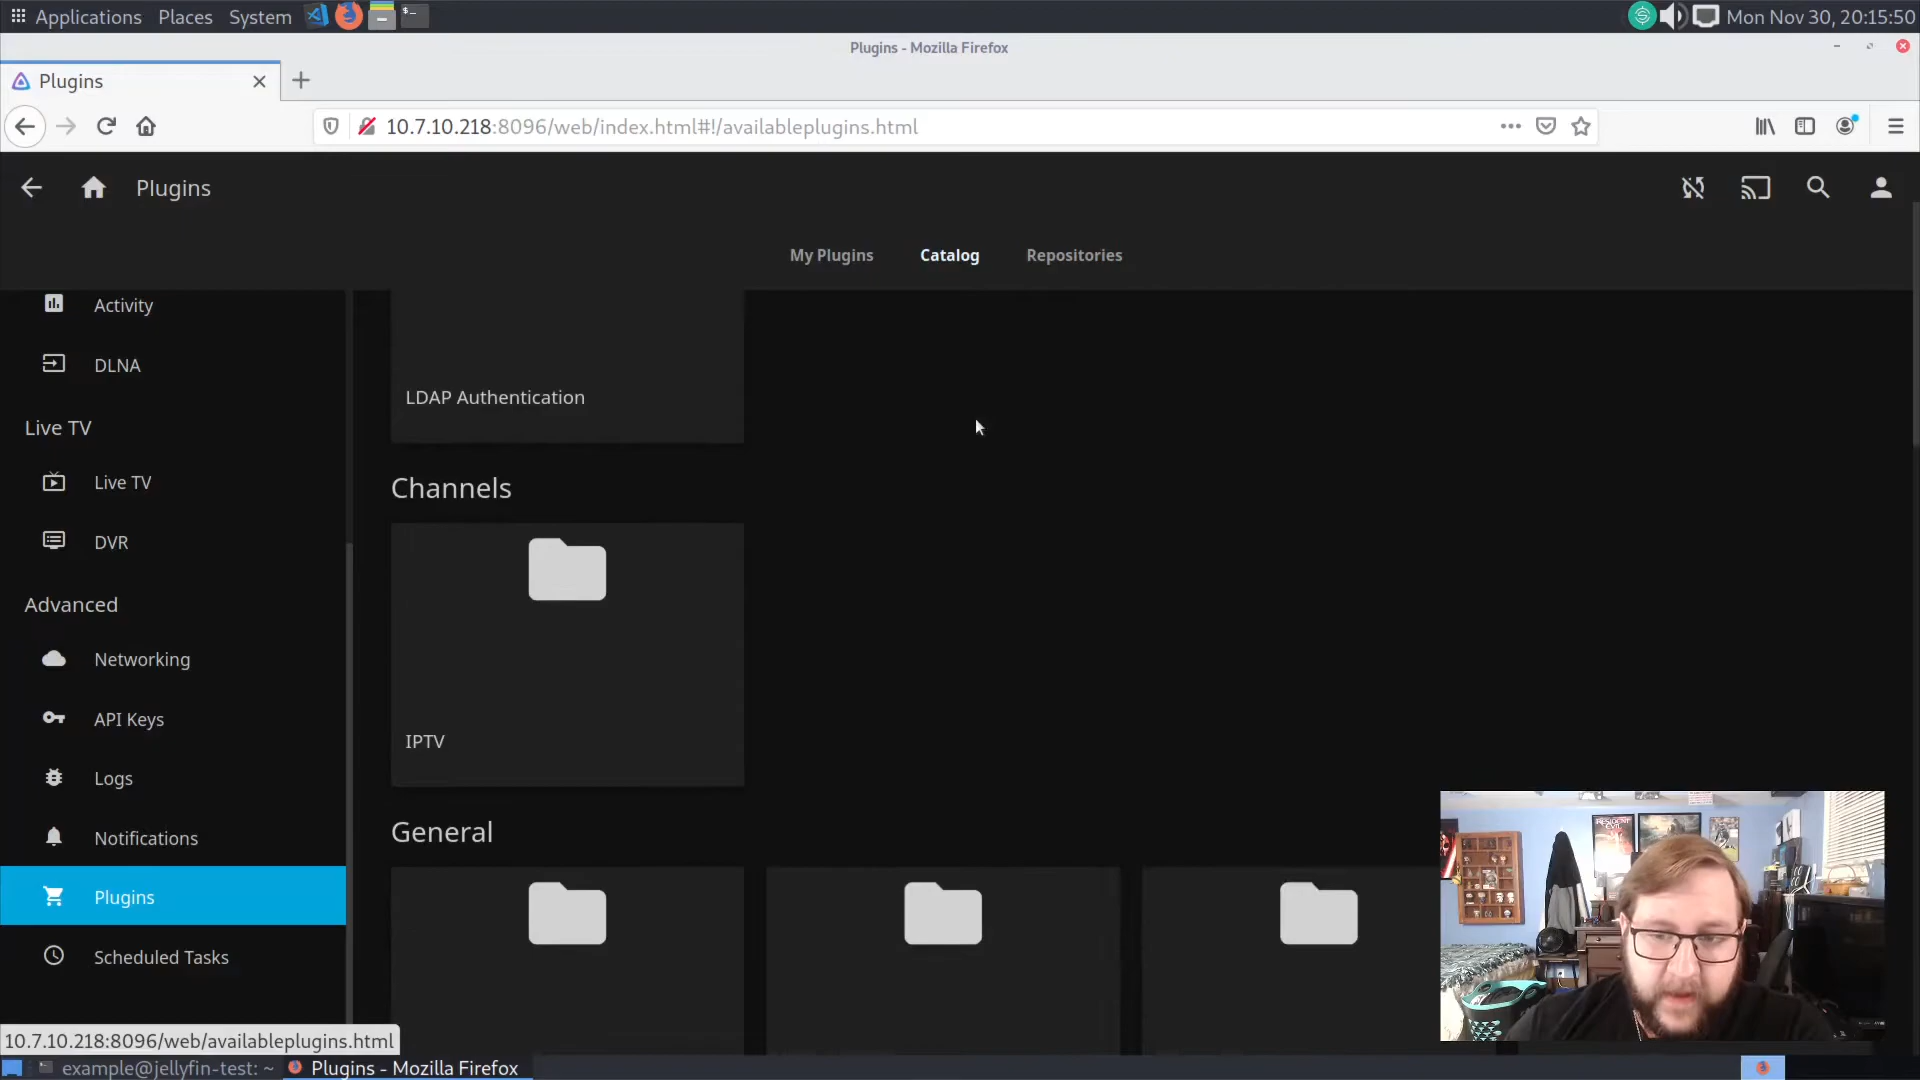 Applications Places System
Mon Nov 30, 20:15:50
Plugins - Mozilla Firefox
Plugins
10.7.10.218:8096/web/index.html#!/availableplugins.html
Plugins
My Plugins Catalog Repositories
Activity
DLNA
Live TV
Live TV
DVR
Advanced
Networking
API Keys
Logs
Notifications
Plugins
Scheduled Tasks
LDAP Authentication
Channels
IPTV
General
RESIDENT EVIL
10.7.10.218:8096/web/availableplugins.html
example@jellyfin-test: ~
Plugins - Mozilla Firefox